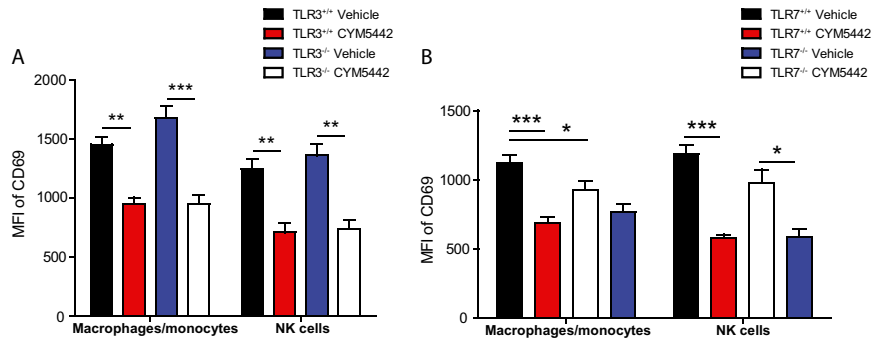 A
TLR3+/+ Vehicle
TLR3+/+ CYM5442
TLR3-/- Vehicle
TLR3-/- CYM5442
MFI of CD69
2000
1500
1000
500
0
** *** ** **
Macrophages/monocytes NK cells
B
TLR7+/+ Vehicle
TLR7+/+ CYM5442
TLR7-/- Vehicle
TLR7-/- CYM5442
MFI of CD69
1500
1000
500
0
*** * *** *
Macrophages/monocytes NK cells